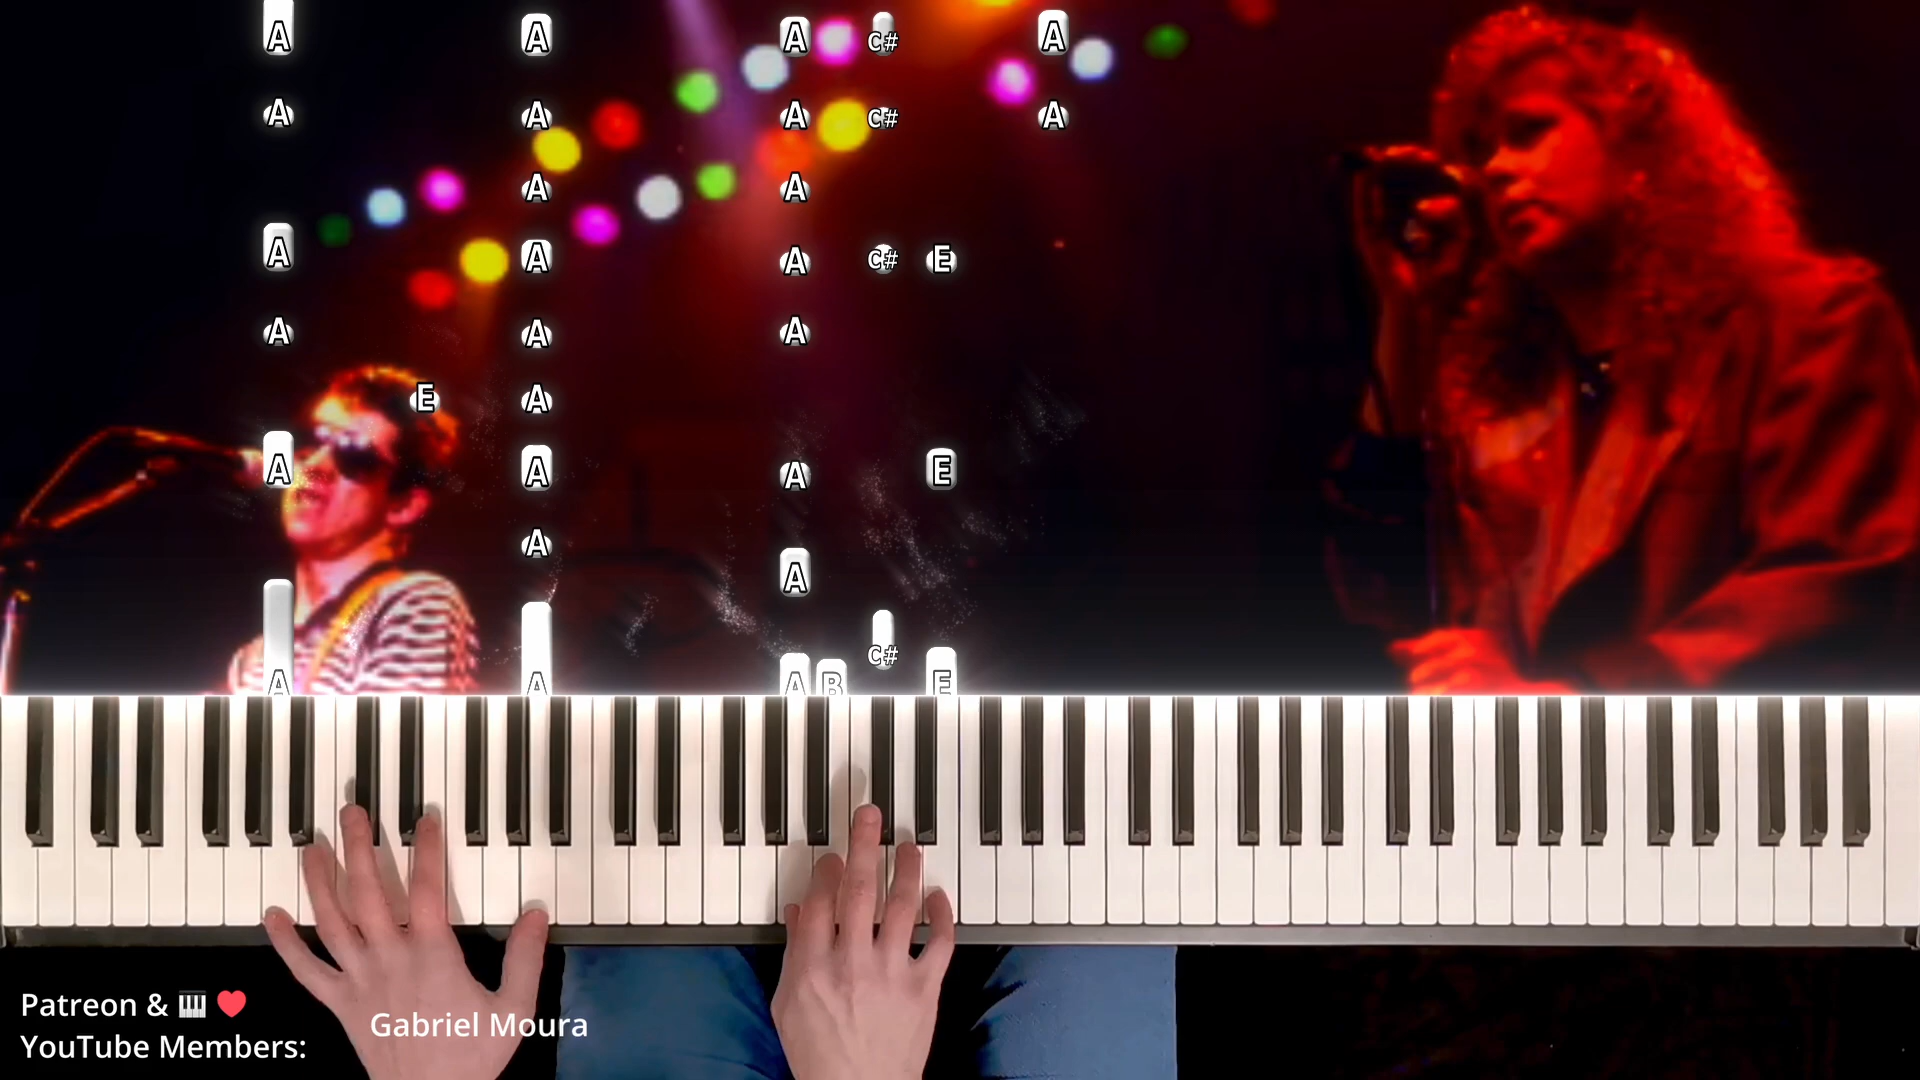 A A A C# A
A A A C# A
A A
A A A C# E
A A A
E A
A A A E
A A
C#
A A A B E
Patreon & 🎹 ❤️
YouTube Members:
Gabriel Moura